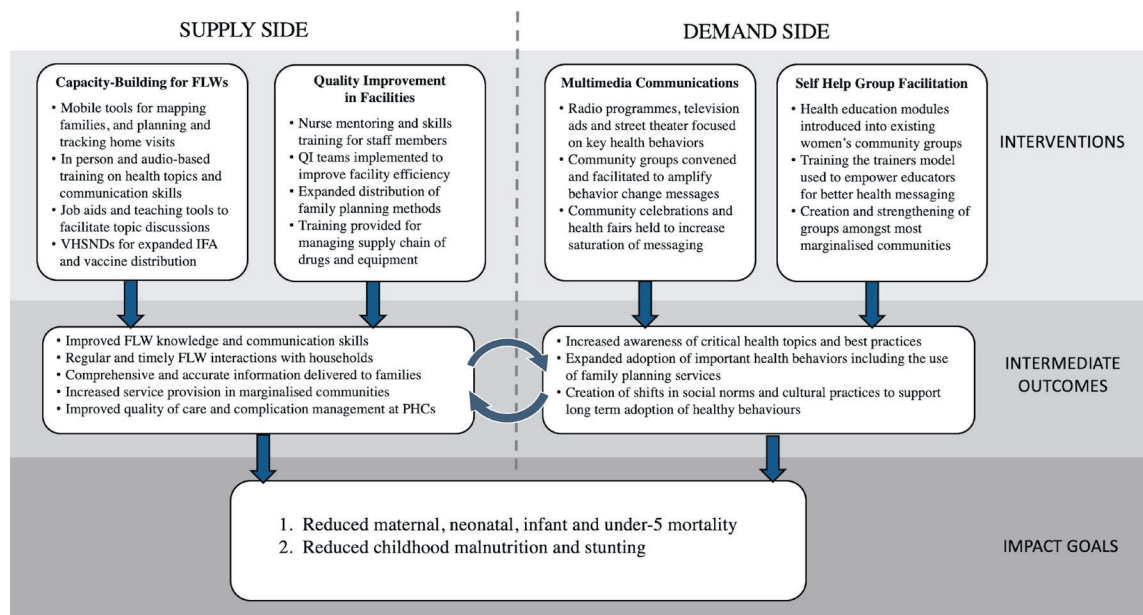 SUPPLY SIDE
DEMAND SIDE
Capacity-Building for FLWs
• Mobile tools for mapping
families, and planning and
tracking home visits
• In person and audio-based
training on health topics
and communication skills
• Job aids and teaching tools to
facilitate topic discussions
• VHSNDs for expanded IFA
and vaccine distribution
Quality Improvement
in Facilities
• Nurse mentoring and skills
training for staff members
• QI teams implemented to
improve facility efficiency
• Expanded distribution of
family planning methods
• Training provided for
managing supply chain of
drugs and equipment
Multimedia Communications
• Radio programmes, television
ads and street theater focused
on key health behaviors
• Community groups convened
and facilitated to amplify
behavior change messages
• Community celebrations and
health fairs held to increase
saturation of messaging
Self Help Group Facilitation
• Health education modules
introduced into existing
women's community groups
• Training the trainers model
used to empower educators
for better health messaging
• Creation and strengthening of
groups amongst most
marginalised communities
INTERVENTIONS
• Improved FLW knowledge and communication skills
• Regular and timely FLW interactions with households
• Comprehensive and accurate information delivered to families
• Increased service provision in marginalised communities
• Improved quality of care and complication management at PHCs
• Increased awareness of critical health topics and best practices
• Expanded adoption of important health behaviors including the use
of family planning services
• Creation of shifts in social norms and cultural practices to support
long term adoption of healthy behaviours
INTERMEDIATE
OUTCOMES
1. Reduced maternal, neonatal, infant and under-5 mortality
2. Reduced childhood malnutrition and stunting
IMPACT GOALS